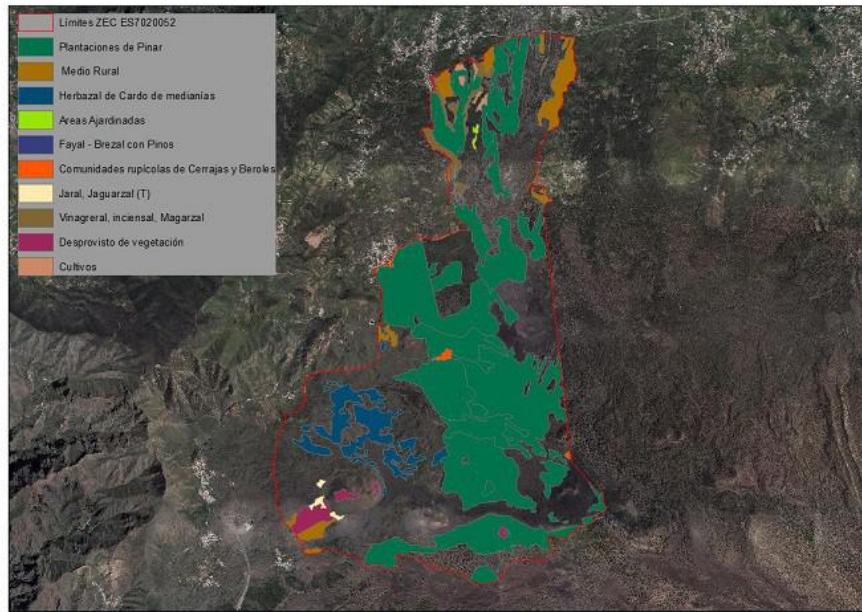 Límites ZEC ES7020052
Plantaciones de Pinar
Medio Rural
Herbazal de Cardo de medianías
Areas Ajardinadas
Fayal - Brezal con Pinos
Comunidades rupícolas de Cerrajas y Beroles
Jaral, Jaguarzal (T)
Vinagreral, inciensal, Magarzal
Desprovisto de vegetación
Cultivos